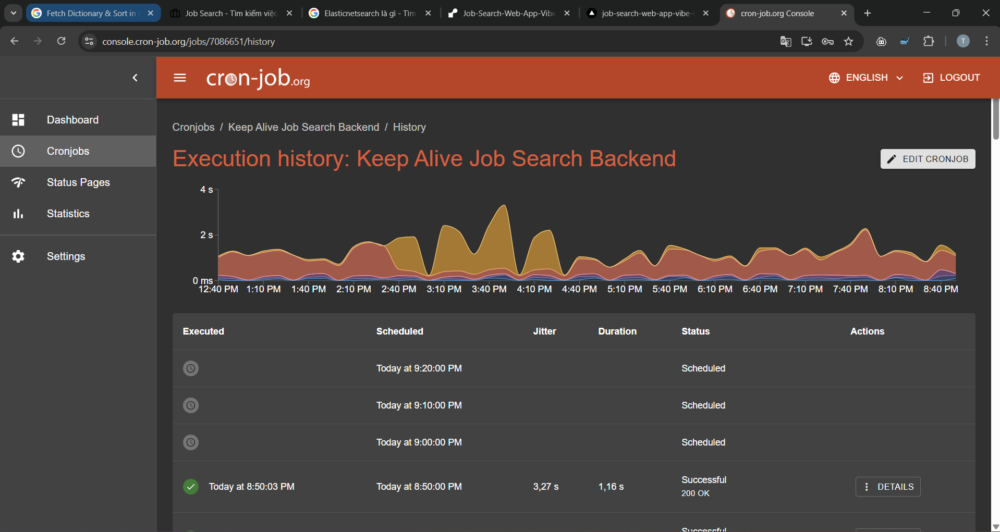 Fetch Dictionary & Sort in
Job Search - Tìm kiếm việc
Elasticnetsearch là gì - Tìm
Job-Search-Web-App-Vibe
job-search-web-app-vibe-
cron-job.org Console
console.cron-job.org/jobs/7086651/history
T
cron-job.org
ENGLISH
LOGOUT
Dashboard
Cronjobs
Status Pages
Statistics
Settings
Cronjobs / Keep Alive Job Search Backend / History
Execution history: Keep Alive Job Search Backend
EDIT CRONJOB
4 s
2 s
0 ms
12:40 PM 1:10 PM 1:40 PM 2:10 PM 2:40 PM 3:10 PM 3:40 PM 4:10 PM 4:40 PM 5:10 PM 5:40 PM 6:10 PM 6:40 PM 7:10 PM 7:40 PM 8:10 PM 8:40 PM
Executed Scheduled Jitter Duration Status Actions
Today at 9:20:00 PM Scheduled
Today at 9:10:00 PM Scheduled
Today at 9:00:00 PM Scheduled
Today at 8:50:03 PM Today at 8:50:00 PM 3,27 s 1,16 s Successful
200 OK
DETAILS
Successful